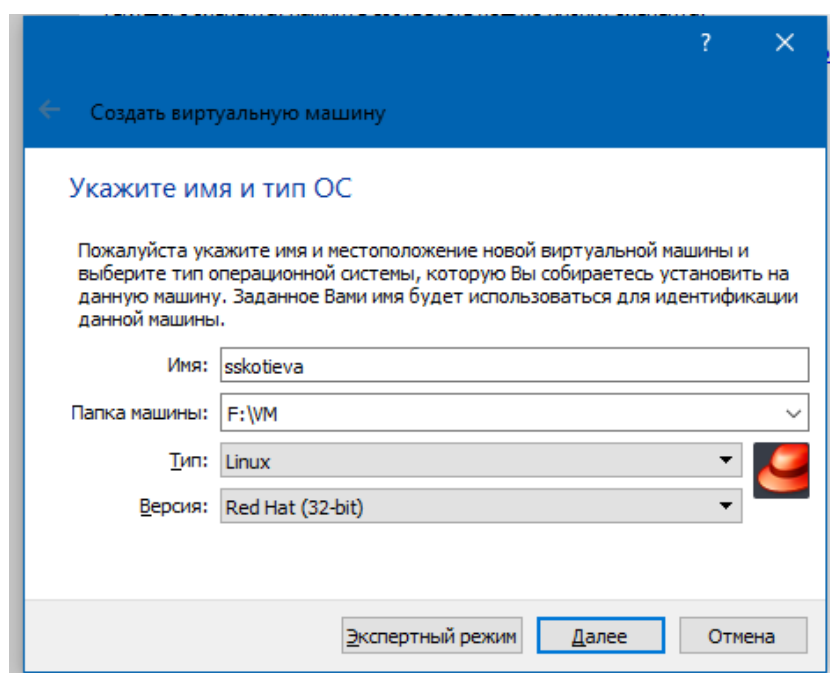 ?
Создать виртуальную машину
Укажите имя и тип ОС
Пожалуйста укажите имя и местоположение новой виртуальной машины и
выберите тип операционной системы, которую Вы собираетесь установить на
данную машину. Заданное Вами имя будет использоваться для идентификации
данной машины.
Имя: sskotieva
Папка машины: F:\VM
Тип: Linux
Версия: Red Hat (32-bit)
Экспертный режим Далее Отмена